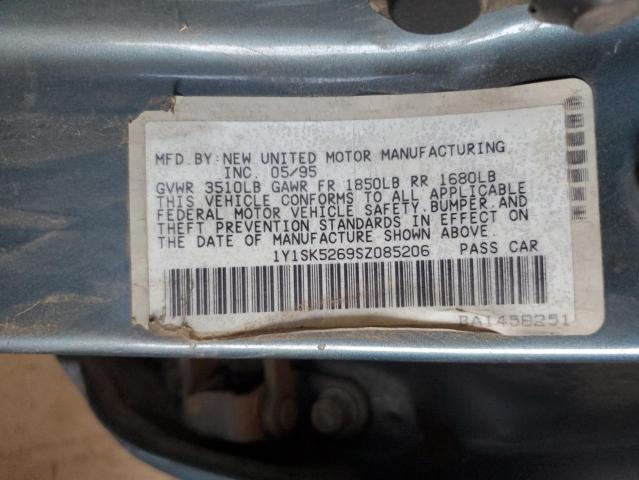 MFD.BY:NEW UNITED MOTOR MANUFACTURING
INC. 05/95
GVWR 3510LB GAWR FR 1850LB RR 1680LB
THIS VEHICLE CONFORMS TO ALL APPLICABLE
FEDERAL MOTOR VEHICLE SAFETY,BUMPER,AND
THEFT PREVENTION STANDARDS IN EFFECT ON
THE DATE OF MANUFACTURE SHOWN ABOVE.
1Y1SK5269SZ085206 PASS CAR
BA1458251